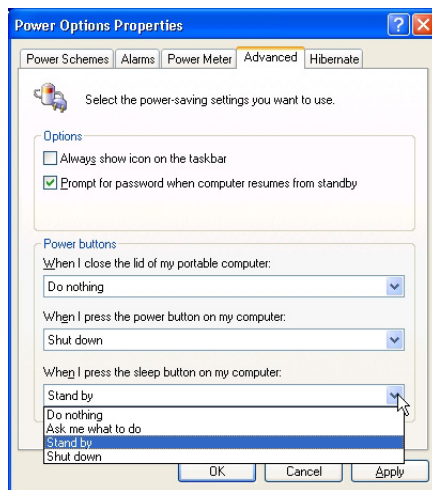 Power Options Properties
Power Schemes Alarms Power Meter Advanced Hibernate
Select the power-saving settings you want to use.
Options
Always show icon on the taskbar
Prompt for password when computer resumes from standby
Power buttons
When I close the lid of my portable computer:
Do nothing
When I press the power button on my computer:
Shut down
When I press the sleep button on my computer:
Stand by
Do nothing
Ask me what to do
Stand by
Shut down
OK Cancel Apply